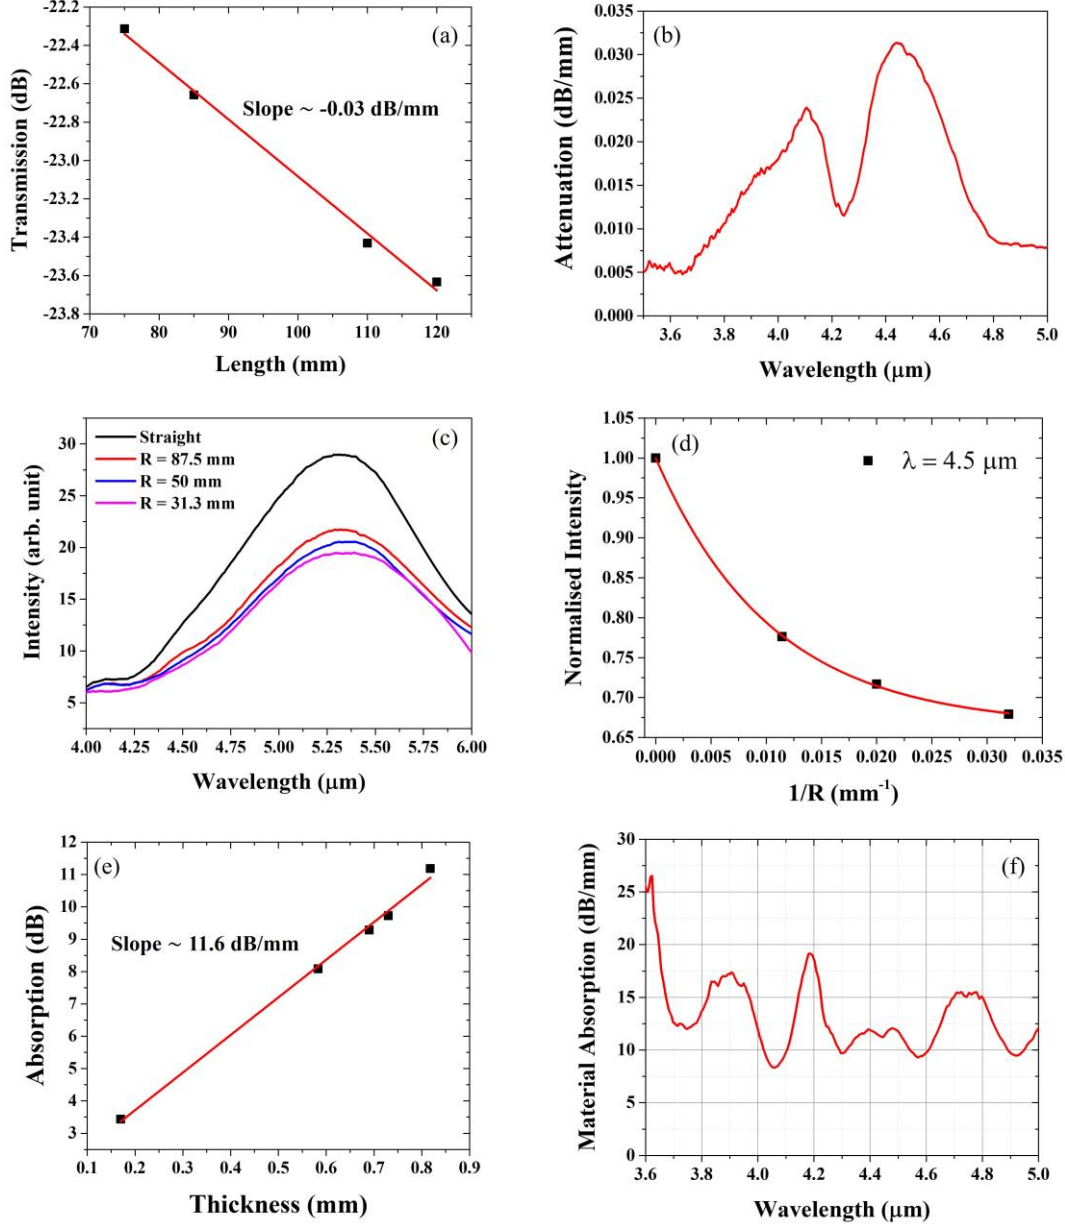 -22.2
-22.4
-22.6
-22.8
-23.0
-23.2
-23.4
-23.6
-23.8
70 80 90 100 110 120
Transmission (dB)
Length (mm)
(a)
Slope ~ -0.03 dB/mm
0.035
0.030
0.025
0.020
0.015
0.010
0.005
0.000
3.6 3.8 4.0 4.2 4.4 4.6 4.8 5.0
Attenuation (dB/mm)
Wavelength (μm)
(b)
30
25
20
15
10
5
4.00 4.25 4.50 4.75 5.00 5.25 5.50 5.75 6.00
Intensity (arb. unit)
Wavelength (μm)
(c)
Straight
R = 87.5 mm
R = 50 mm
R = 31.3 mm
1.05
1.00
0.95
0.90
0.85
0.80
0.75
0.70
0.65
0.000 0.005 0.010 0.015 0.020 0.025 0.030 0.035
Normalised Intensity
1/R (mm⁻¹)
(d)
λ = 4.5 μm
12
11
10
9
8
7
6
5
4
3
0.1 0.2 0.3 0.4 0.5 0.6 0.7 0.8 0.9
Absorption (dB)
Thickness (mm)
(e)
Slope ~ 11.6 dB/mm
30
25
20
15
10
5
0
3.6 3.8 4.0 4.2 4.4 4.6 4.8 5.0
Material Absorption (dB/mm)
Wavelength (μm)
(f)